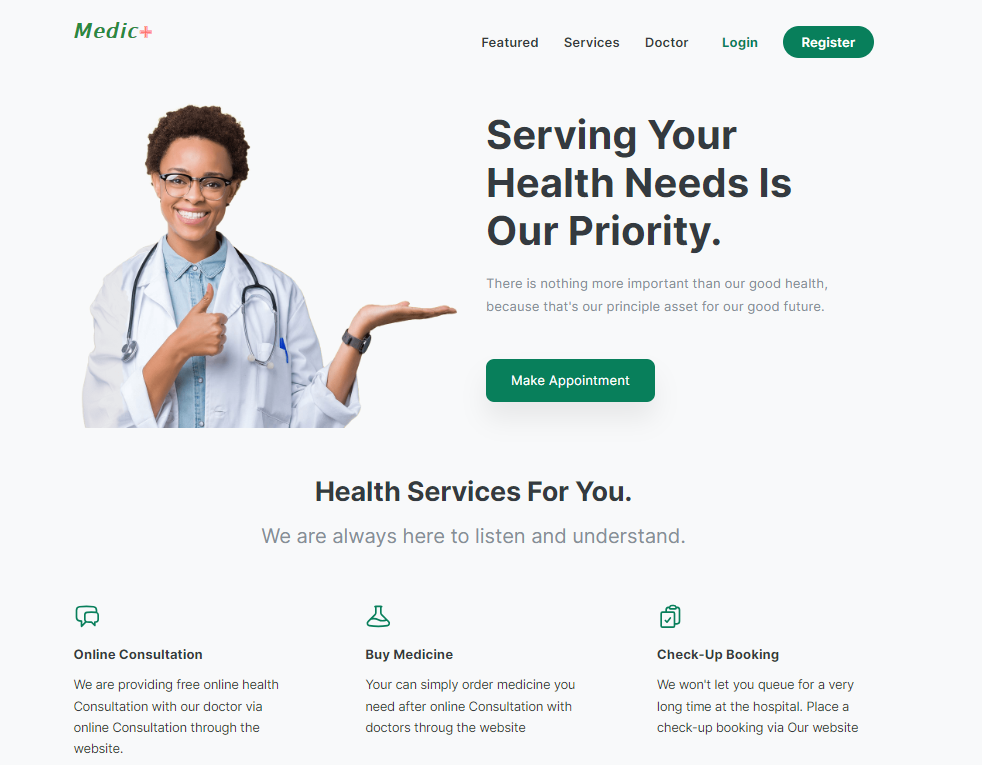 Medic+
Featured Services Doctor Login Register
Serving Your
Health Needs Is
Our Priority.
There is nothing more important than our good health,
because that's our principle asset for our good future.
Make Appointment
Health Services For You.
We are always here to listen and understand.
Online Consultation
We are providing free online health
Consultation with our doctor via
online Consultation through the
website.
Buy Medicine
Your can simply order medicine you
need after online Consultation with
doctors throug the website
Check-Up Booking
We won't let you queue for a very
long time at the hospital. Place a
check-up booking via Our website